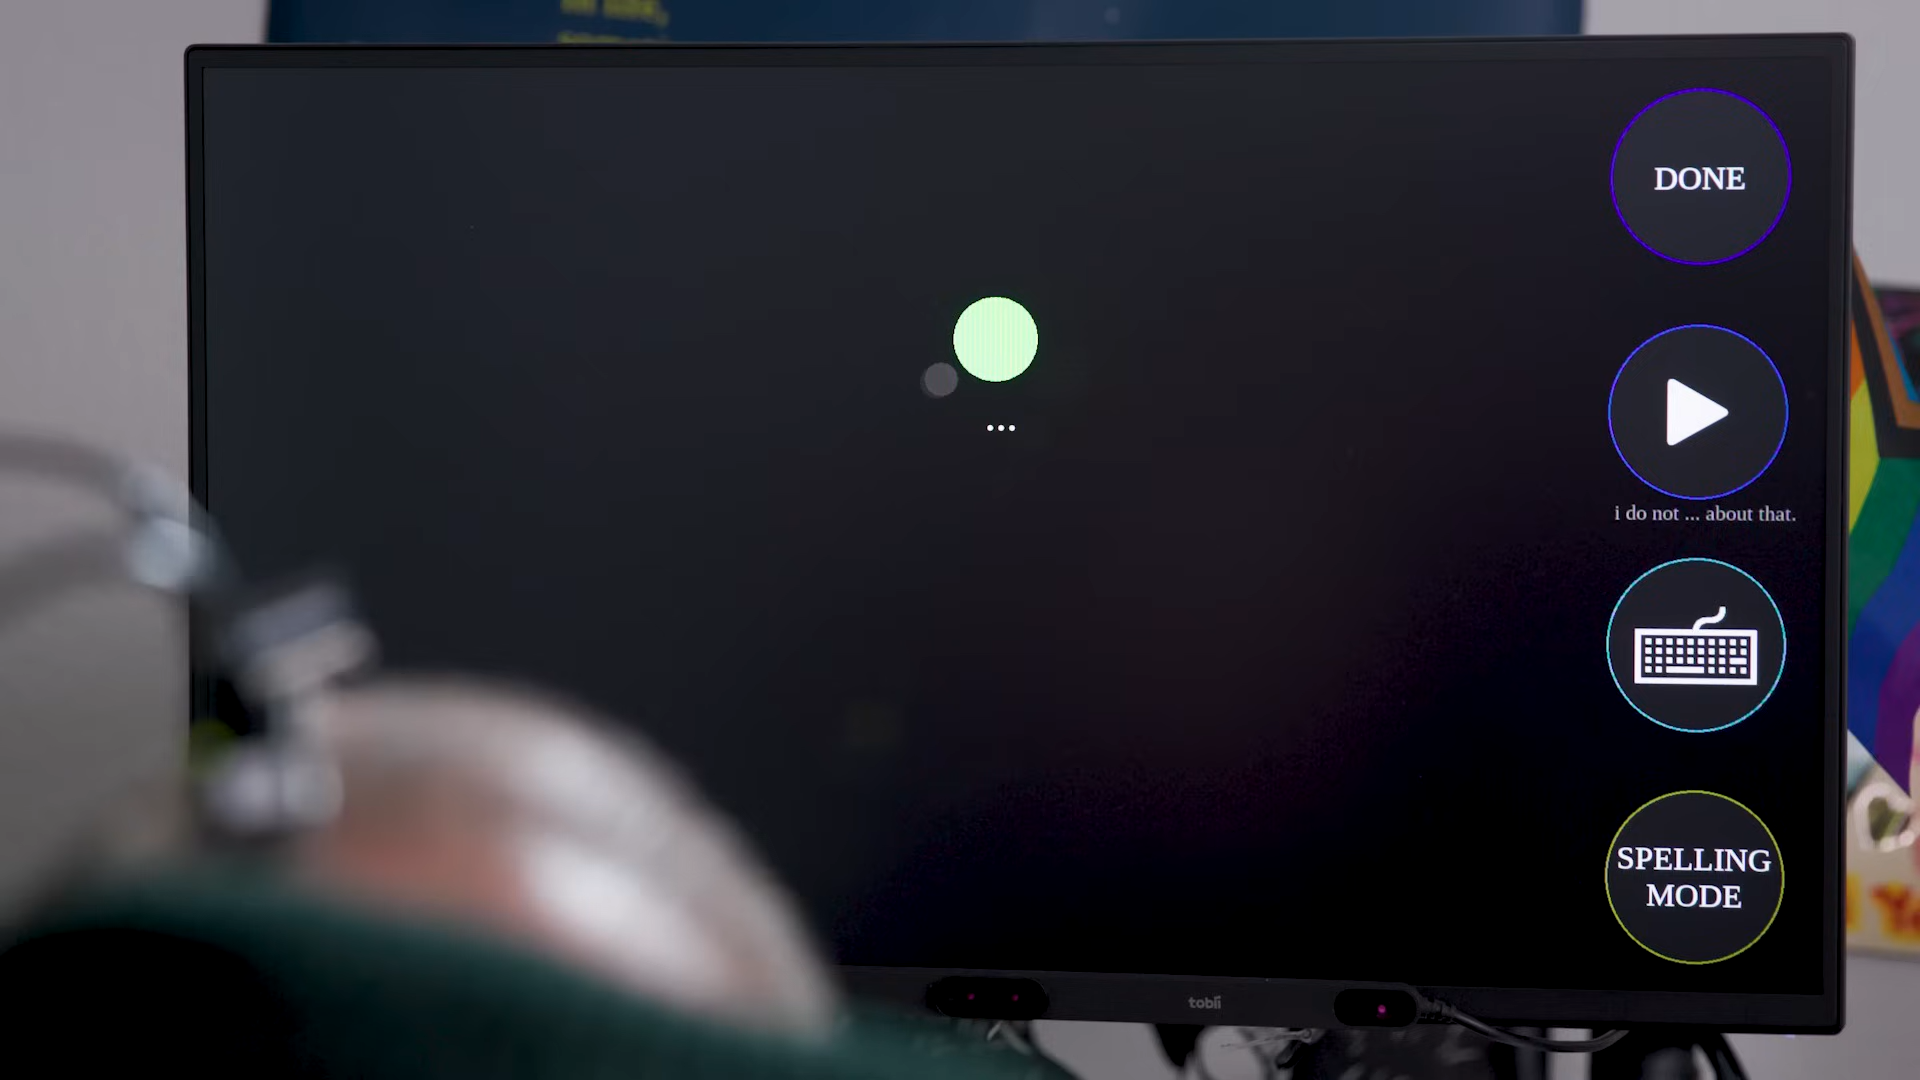 DONE
...
i do not ... about that.
SPELLING
MODE
tobii